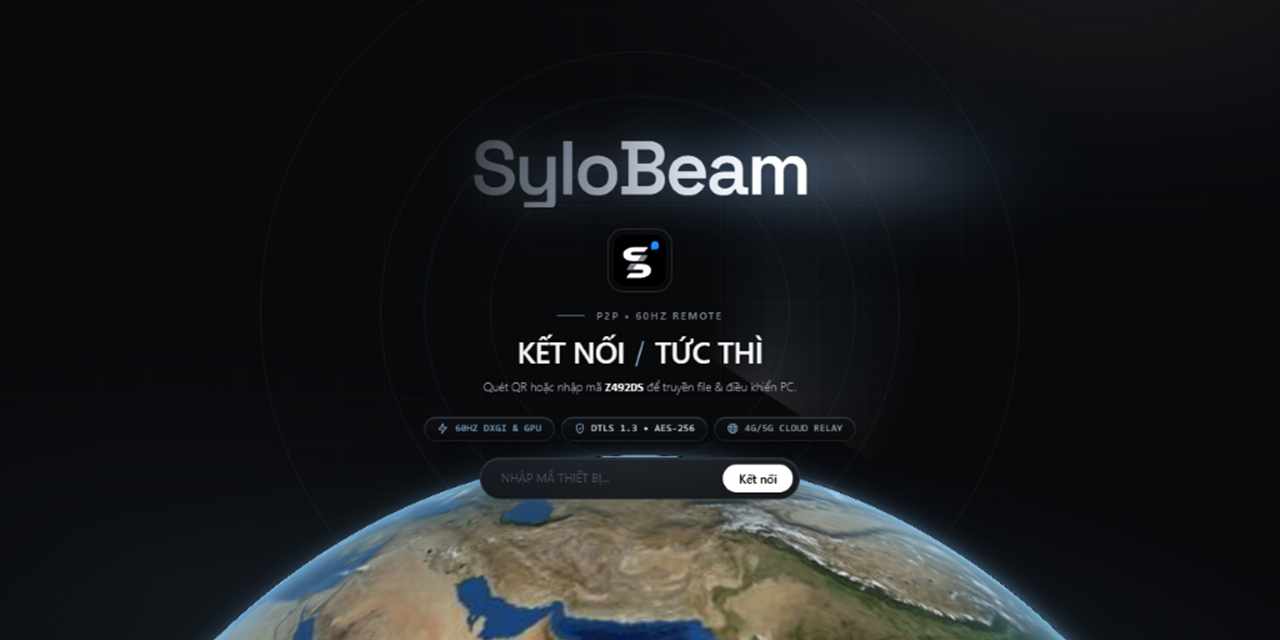 SyloBeam
P2P • 60HZ REMOTE
KẾT NỐI / TỨC THÌ
Quét QR hoặc nhập mã Z492DS để truyền file & điều khiển PC.
60HZ DXGI & GPU
DTLS 1.3 • AES-256
4G/5G CLOUD RELAY
NHẬP MÃ THIẾT BỊ...
Kết nối